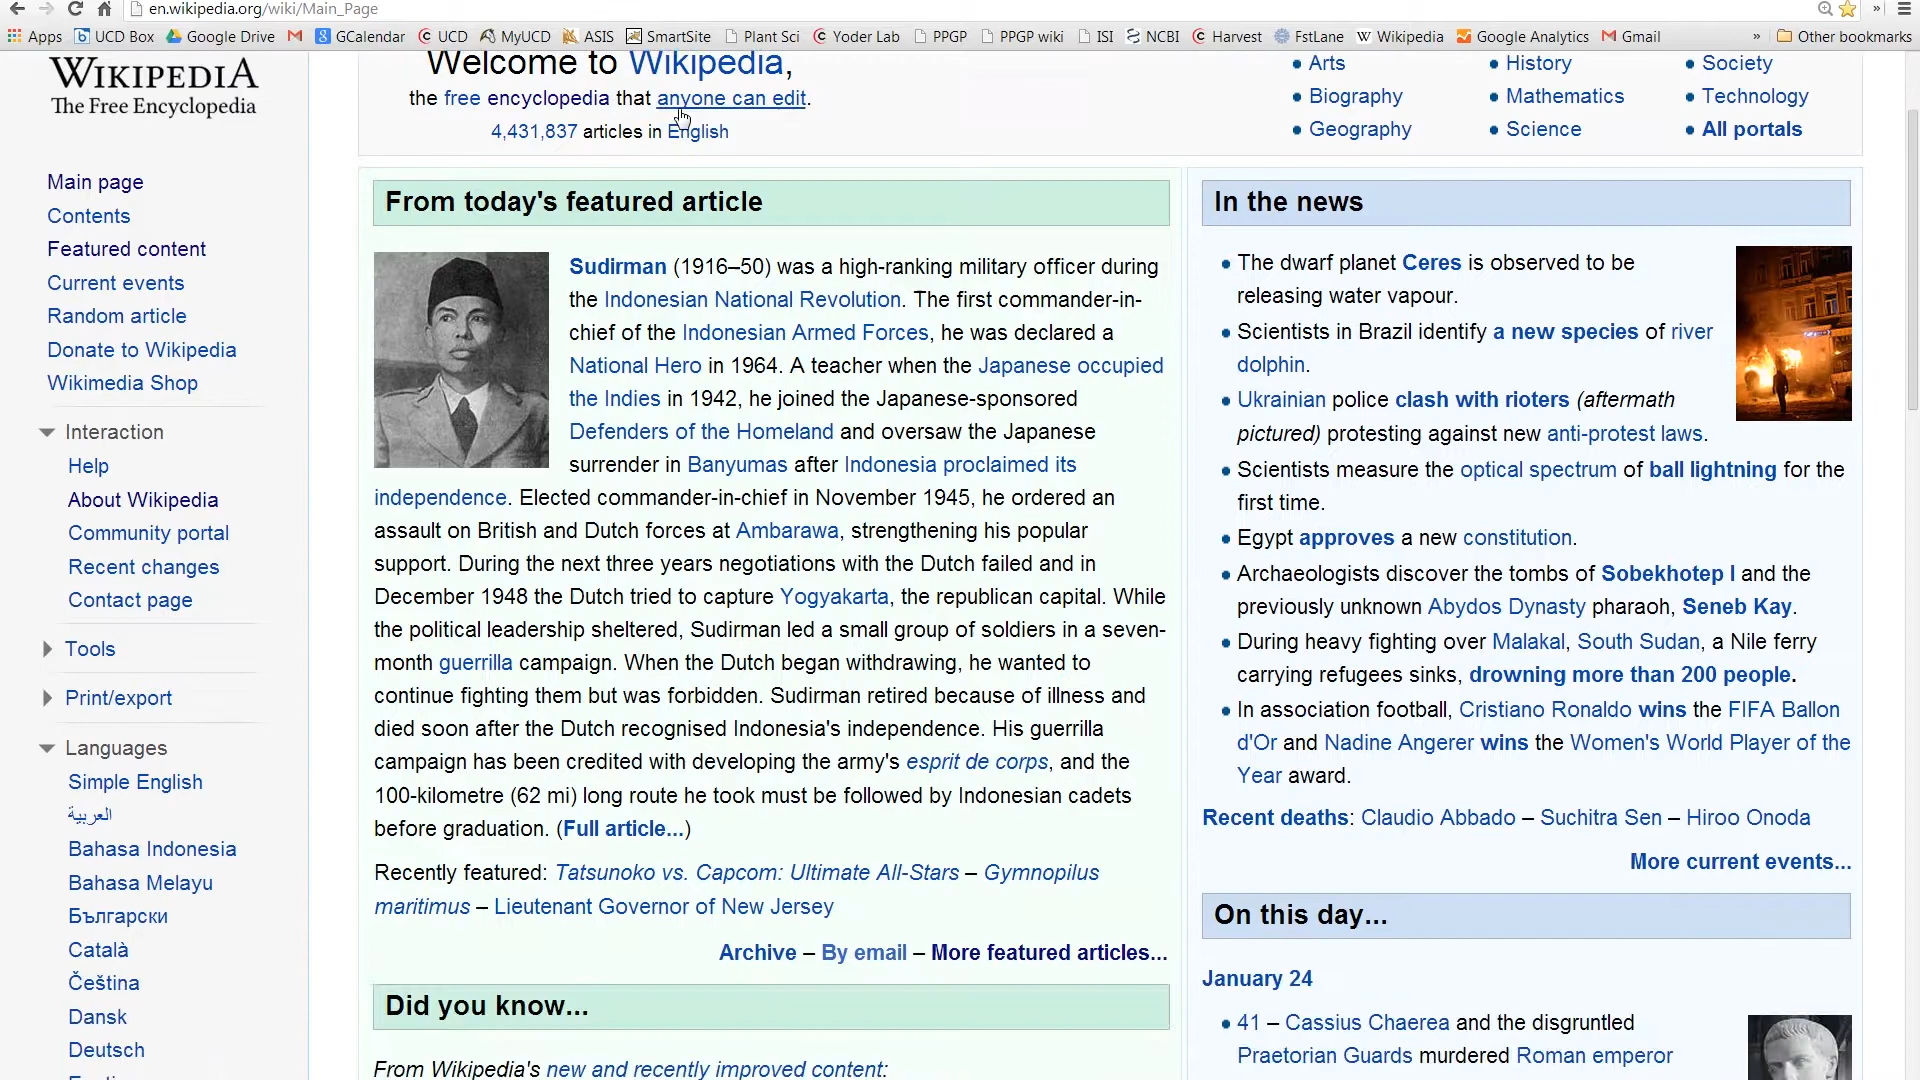 en.wikipedia.org/wiki/Main_Page
Apps UCD Box Google Drive GCalendar UCD MyUCD ASIS SmartSite Plant Sci Yoder Lab PPGP PPGP wiki ISI NCBI Harvest FstLane Wikipedia Google Analytics Gmail » Other bookmarks
WIKIPEDIA
The Free Encyclopedia
Main page
Contents
Featured content
Current events
Random article
Donate to Wikipedia
Wikimedia Shop
Interaction
Help
About Wikipedia
Community portal
Recent changes
Contact page
Tools
Print/export
Languages
Simple English
العربية
Bahasa Indonesia
Bahasa Melayu
Български
Català
Čeština
Dansk
Deutsch
Welcome to Wikipedia,
the free encyclopedia that anyone can edit.
4,431,837 articles in English
Arts
Biography
Geography
History
Mathematics
Science
Society
Technology
All portals
From today's featured article
Sudirman (1916–50) was a high-ranking military officer during
the Indonesian National Revolution. The first commander-in-
chief of the Indonesian Armed Forces, he was declared a
National Hero in 1964. A teacher when the Japanese occupied
the Indies in 1942, he joined the Japanese-sponsored
Defenders of the Homeland and oversaw the Japanese
surrender in Banyumas after Indonesia proclaimed its
independence. Elected commander-in-chief in November 1945, he ordered an
assault on British and Dutch forces at Ambarawa, strengthening his popular
support. During the next three years negotiations with the Dutch failed and in
December 1948 the Dutch tried to capture Yogyakarta, the republican capital. While
the political leadership sheltered, Sudirman led a small group of soldiers in a seven-
month guerrilla campaign. When the Dutch began withdrawing, he wanted to
continue fighting them but was forbidden. Sudirman retired because of illness and
died soon after the Dutch recognised Indonesia's independence. His guerrilla
campaign has been credited with developing the army's esprit de corps, and the
100-kilometre (62 mi) long route he took must be followed by Indonesian cadets
before graduation. (Full article...)
Recently featured: Tatsunoko vs. Capcom: Ultimate All-Stars – Gymnopilus
maritimus – Lieutenant Governor of New Jersey
Archive – By email – More featured articles...
Did you know...
From Wikipedia's new and recently improved content:
In the news
The dwarf planet Ceres is observed to be
releasing water vapour.
Scientists in Brazil identify a new species of river
dolphin.
Ukrainian police clash with rioters (aftermath
pictured) protesting against new anti-protest laws.
Scientists measure the optical spectrum of ball lightning for the
first time.
Egypt approves a new constitution.
Archaeologists discover the tombs of Sobekhotep I and the
previously unknown Abydos Dynasty pharaoh, Seneb Kay.
During heavy fighting over Malakal, South Sudan, a Nile ferry
carrying refugees sinks, drowning more than 200 people.
In association football, Cristiano Ronaldo wins the FIFA Ballon
d'Or and Nadine Angerer wins the Women's World Player of the
Year award.
Recent deaths: Claudio Abbado – Suchitra Sen – Hiroo Onoda
More current events...
On this day...
January 24
41 – Cassius Chaerea and the disgruntled
Praetorian Guards murdered Roman emperor